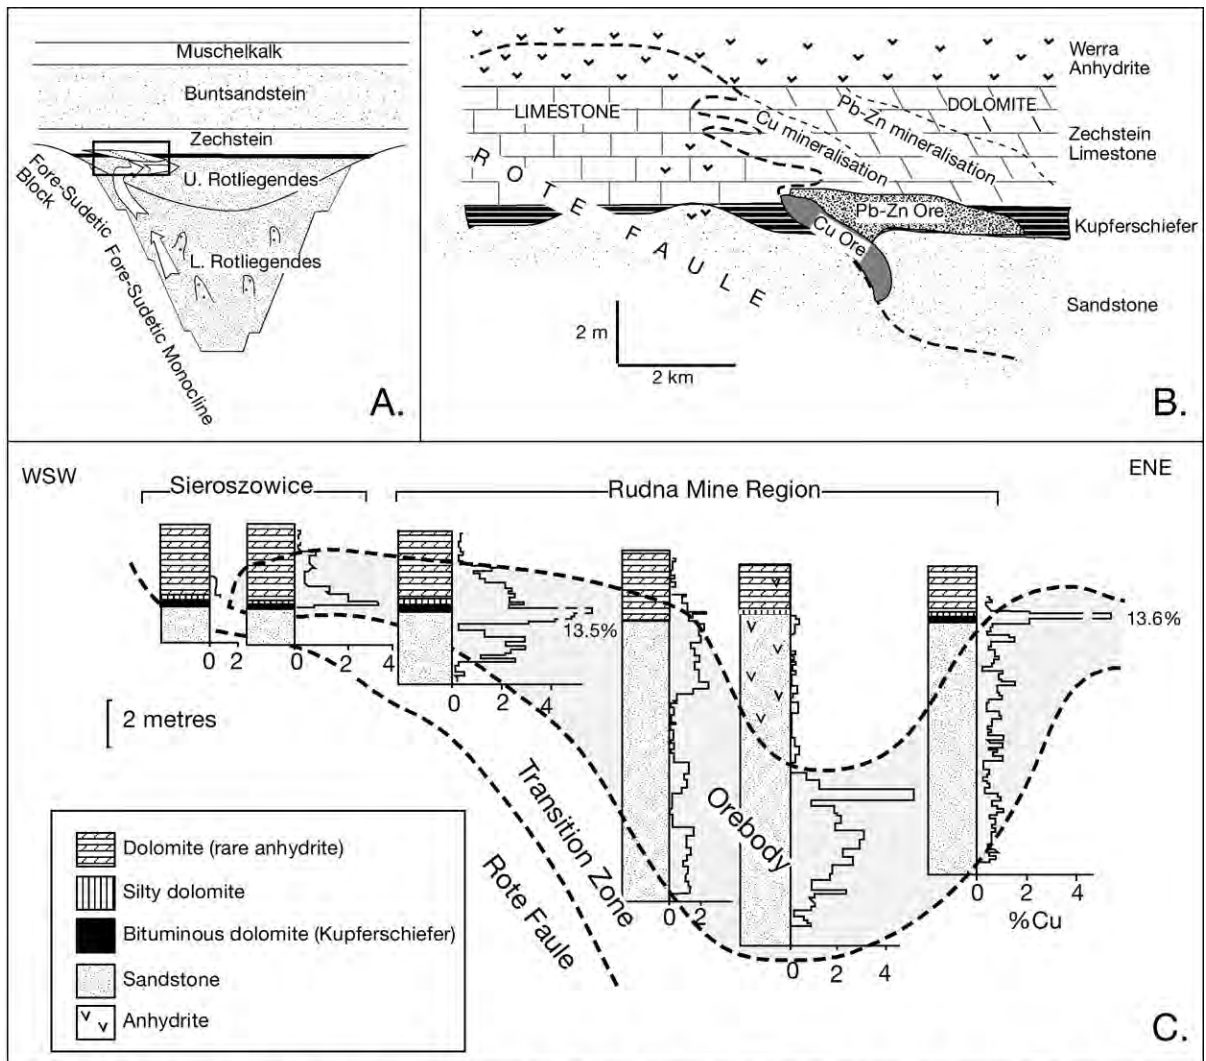 Muschelkalk
Buntsandstein
Zechstein
U. Rotliegendes
L. Rotliegendes
Fore-Sudetic
Block
Fore-Sudetic Monocline
A.
Werra
Anhydrite
LIMESTONE
DOLOMITE
Cu mineralisation
Pb-Zn mineralisation
Zechstein
Limestone
ROTE FAULE
Pb-Zn Ore
Cu Ore
Kupferschiefer
Sandstone
2 m
2 km
B.
WSW
ENE
Sieroszowice
Rudna Mine Region
13.5%
13.6%
0 2
0 2 4
0 2 4
0 2
0 2 4
0 2 4
%Cu
2 metres
Transition Zone
Rote Faule
Orebody
Dolomite (rare anhydrite)
Silty dolomite
Bituminous dolomite (Kupferschiefer)
Sandstone
Anhydrite
C.